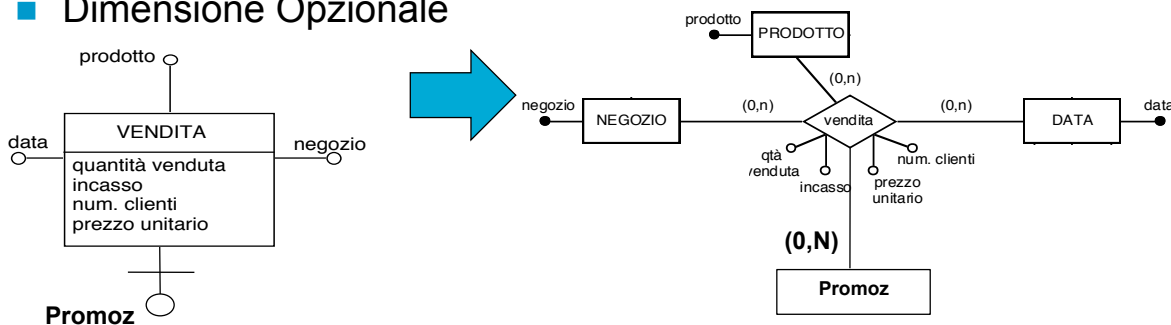 Dimensione Opzionale
prodotto
VENDITA
data
negozio
quantità venduta
incasso
num. clienti
prezzo unitario
Promoz
prodotto
PRODOTTO
(0,n)
negozio
NEGOZIO
(0,n)
vendita
(0,n)
DATA
data
qtà
venduta
incasso
prezzo
unitario
num. clienti
(0,N)
Promoz